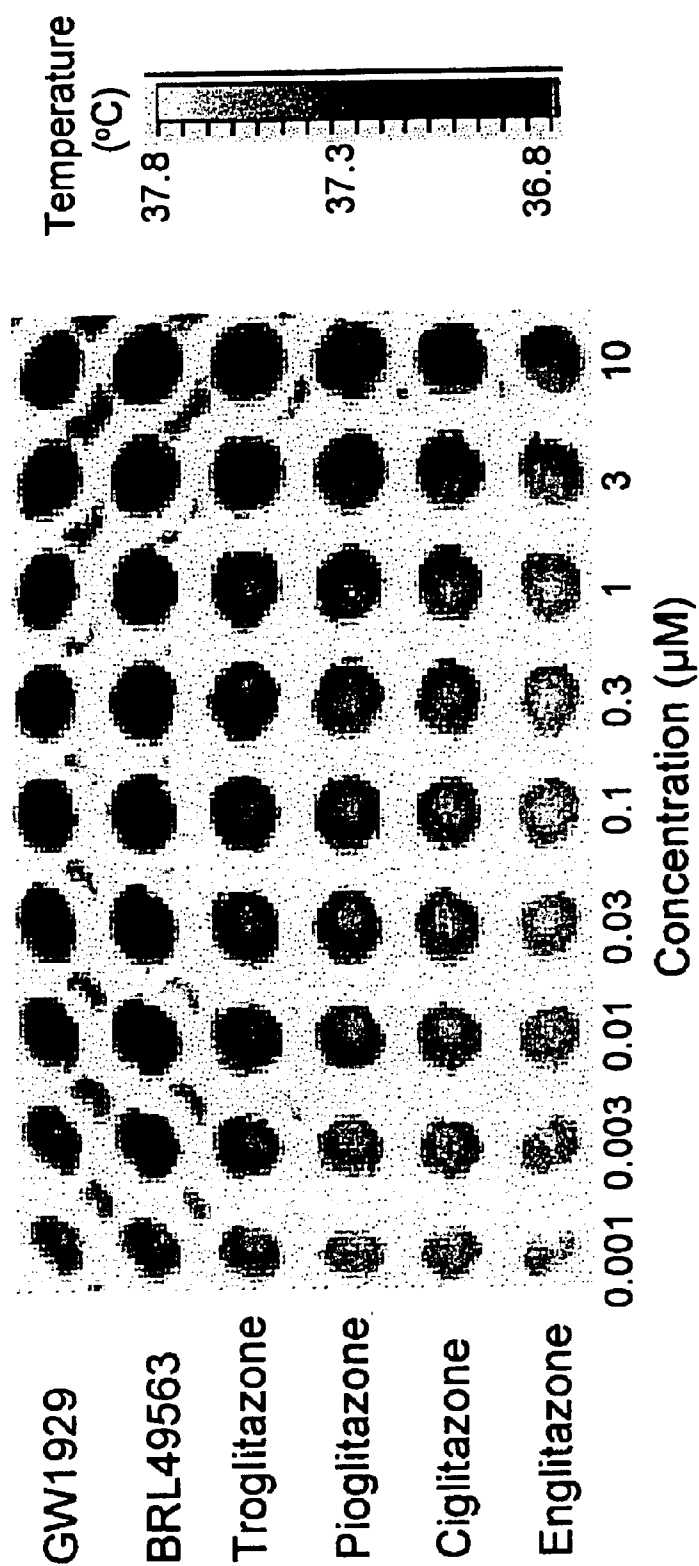 GW1929
BRL49563
Troglitazone
Pioglitazone
Ciglitazone
Englitazone
0.001 0.003 0.01 0.03 0.1 0.3 1 3 10
Concentration (µM)
Temperature
(ºC)
37.8
37.3
36.8